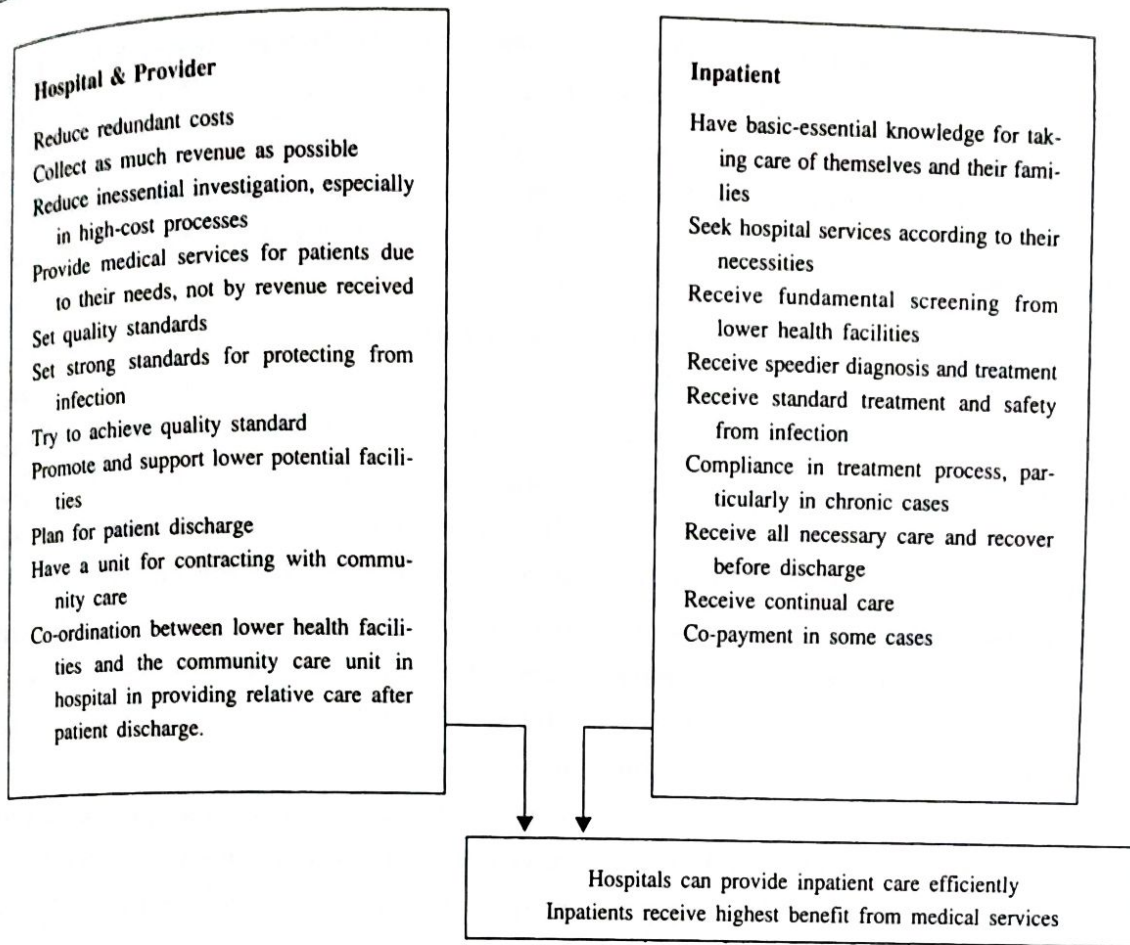 Hospital & Provider
Reduce redundant costs
Collect as much revenue as possible
Reduce inessential investigation, especially
in high-cost processes
Provide medical services for patients due
to their needs, not by revenue received
Set quality standards
Set strong standards for protecting from
infection
Try to achieve quality standard
Promote and support lower potential facili-
ties
Plan for patient discharge
Have a unit for contracting with commu-
nity care
Co-ordination between lower health facili-
ties and the community care unit in
hospital in providing relative care after
patient discharge.
Inpatient
Have basic-essential knowledge for tak-
ing care of themselves and their fami-
lies
Seek hospital services according to their
necessities
Receive fundamental screening from
lower health facilities
Receive speedier diagnosis and treatment
Receive standard treatment and safety
from infection
Compliance in treatment process, par-
ticularly in chronic cases
Receive all necessary care and recover
before discharge
Receive continual care
Co-payment in some cases
Hospitals can provide inpatient care efficiently
Inpatients receive highest benefit from medical services